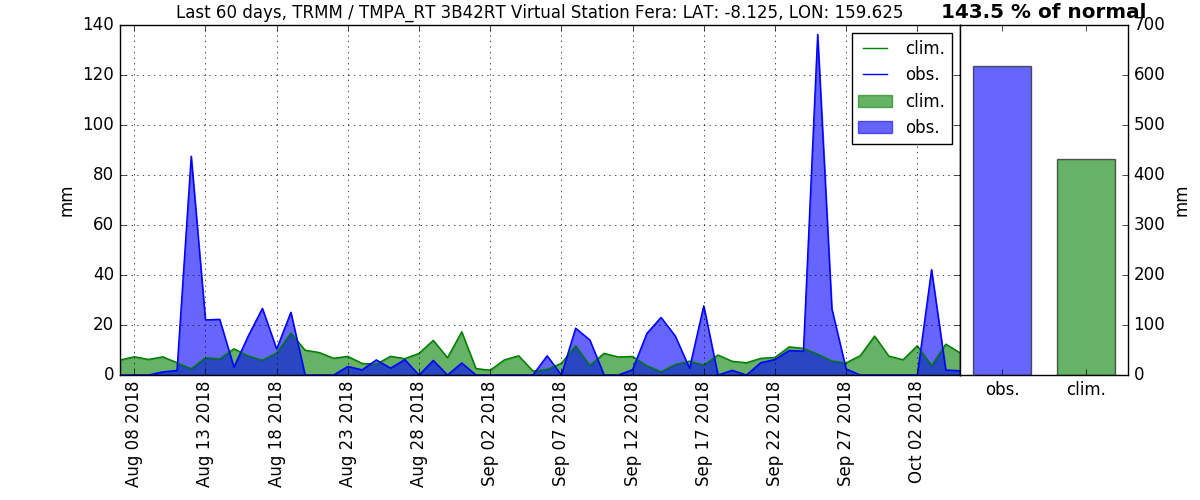 Last 60 days, TRMM / TMPA_RT 3B42RT Virtual Station Fera: LAT: -8.125, LON: 159.625
143.5 % of normal
140
120
100
80
60
40
20
0
mm
Aug 08 2018
Aug 13 2018
Aug 18 2018
Aug 23 2018
Aug 28 2018
Sep 02 2018
Sep 07 2018
Sep 12 2018
Sep 17 2018
Sep 22 2018
Sep 27 2018
Oct 02 2018
clim.
obs.
clim.
obs.
700
600
500
400
300
200
100
0
mm
obs.
clim.